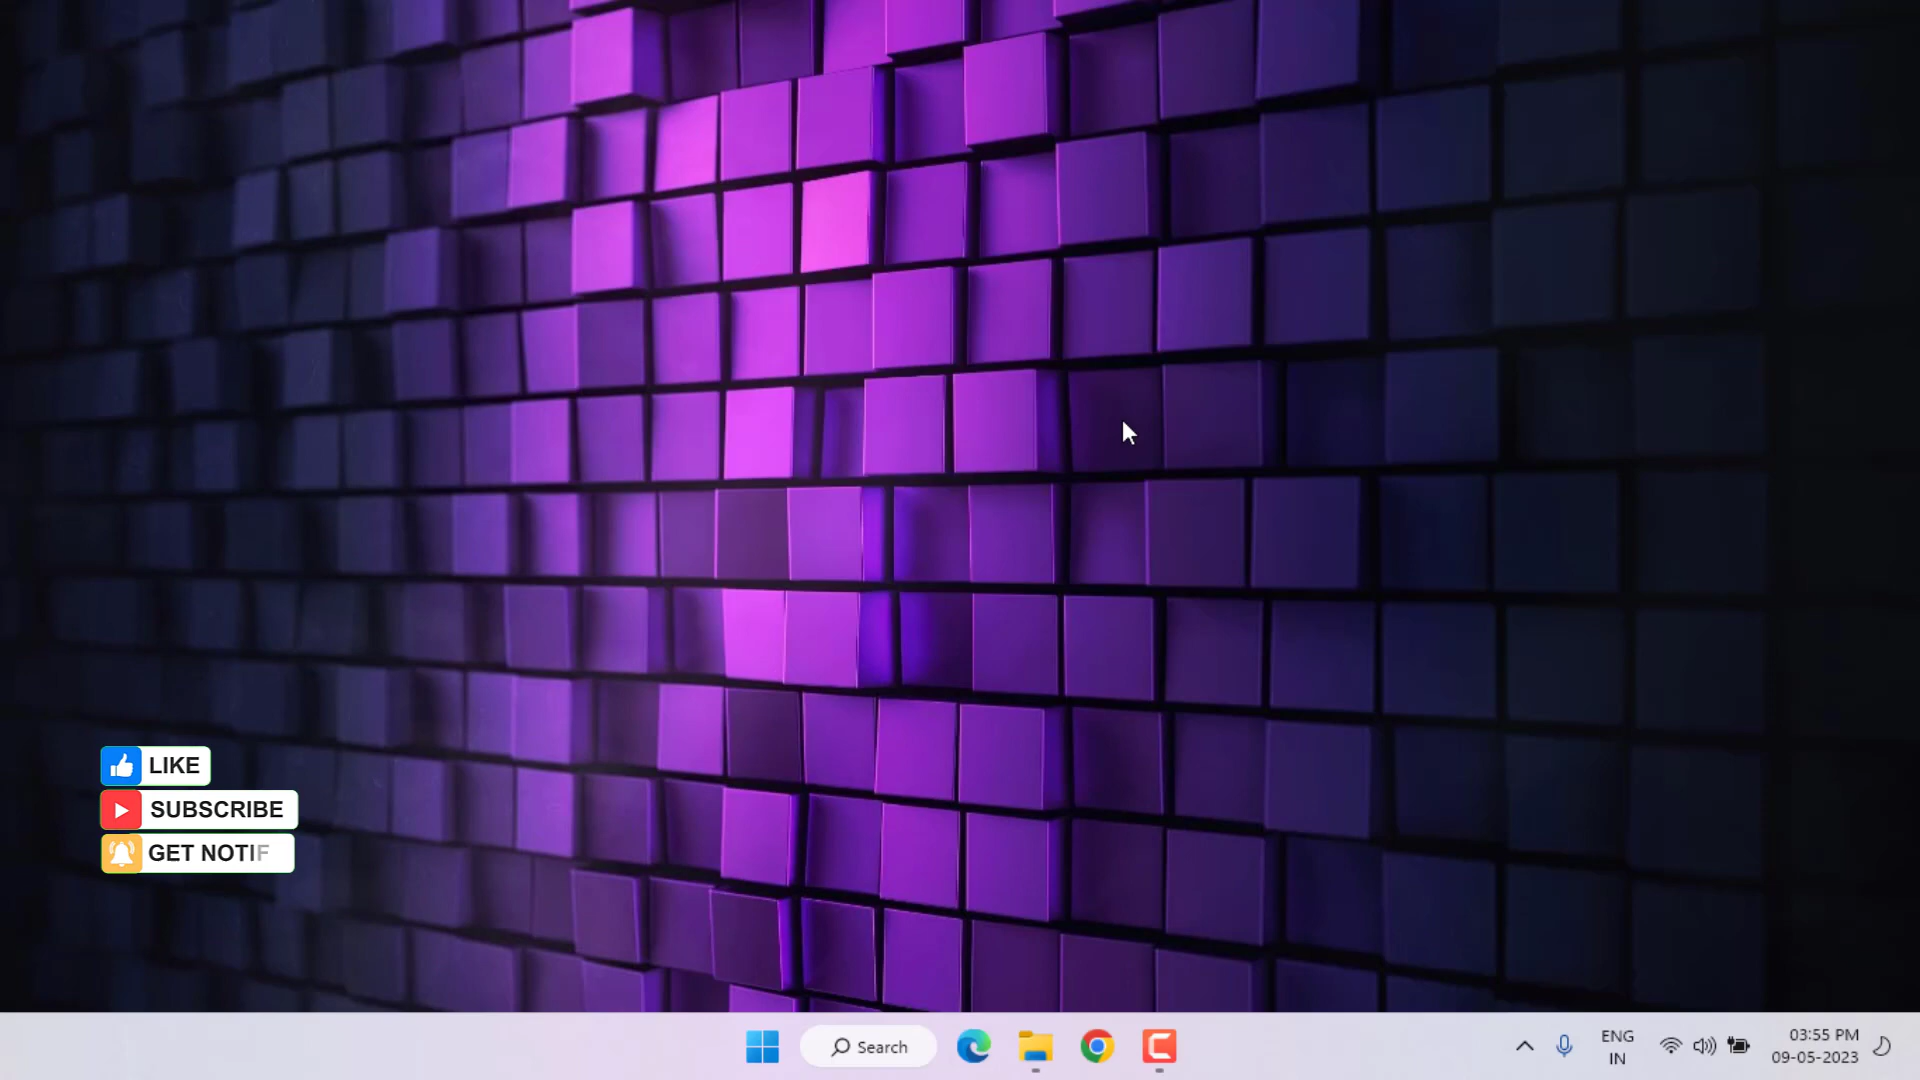 LIKE
SUBSCRIBE
GET NOTIF
Search
ENG
IN
03:55 PM
09-05-2023